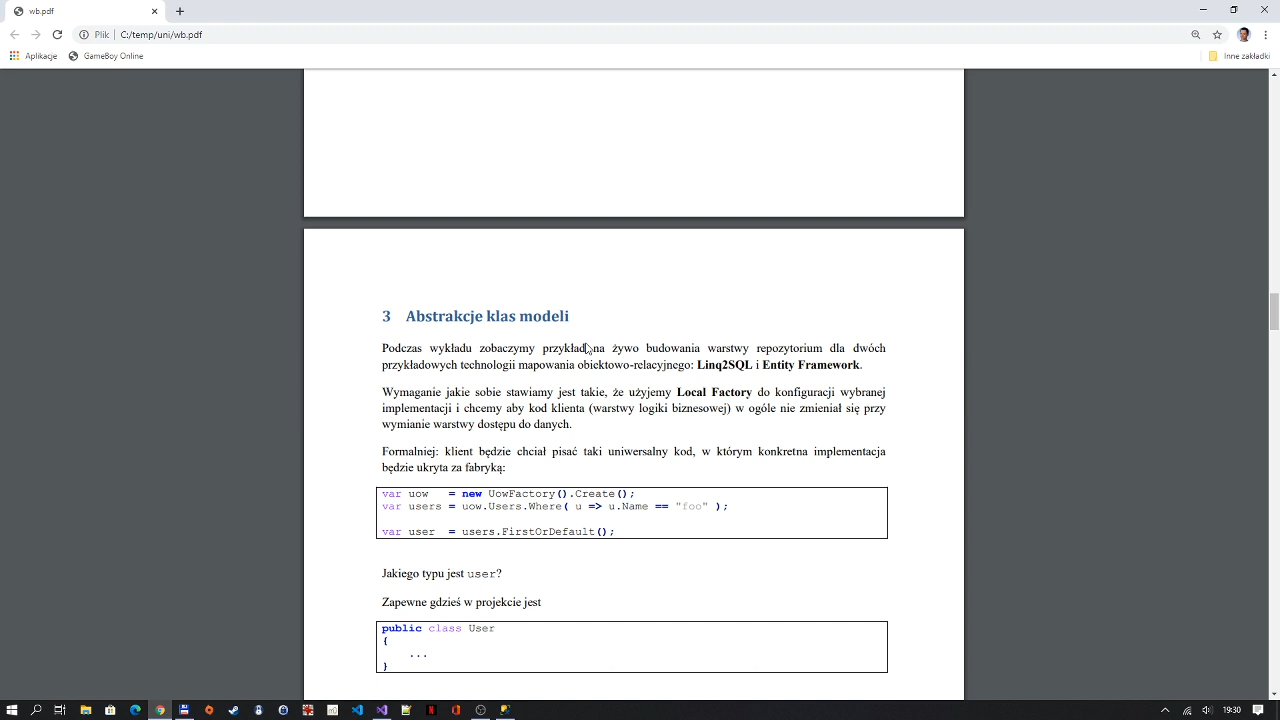 wb.pdf
Plik C:/temp/uni/wb.pdf
Aplikacje GameBoy Online Inne zakładki
3 Abstrakcje klas modeli
Podczas wykładu zobaczymy przykład na żywo budowania warstwy repozytorium dla dwóch
przykładowych technologii mapowania obiektowo-relacyjnego: Linq2SQL i Entity Framework.
Wymaganie jakie sobie stawiamy jest takie, że użyjemy Local Factory do konfiguracji wybranej
implementacji i chcemy aby kod klienta (warstwy logiki biznesowej) w ogóle nie zmieniał się przy
wymianie warstwy dostępu do danych.
Formalniej: klient będzie chciał pisać taki uniwersalny kod, w którym konkretna implementacja
będzie ukryta za fabryką:
var uow = new UowFactory().Create();
var users = uow.Users.Where( u => u.Name == "foo" );
var user = users.FirstOrDefault();
Jakiego typu jest user?
Zapewne gdzieś w projekcie jest
public class User
{
...
}
19:30